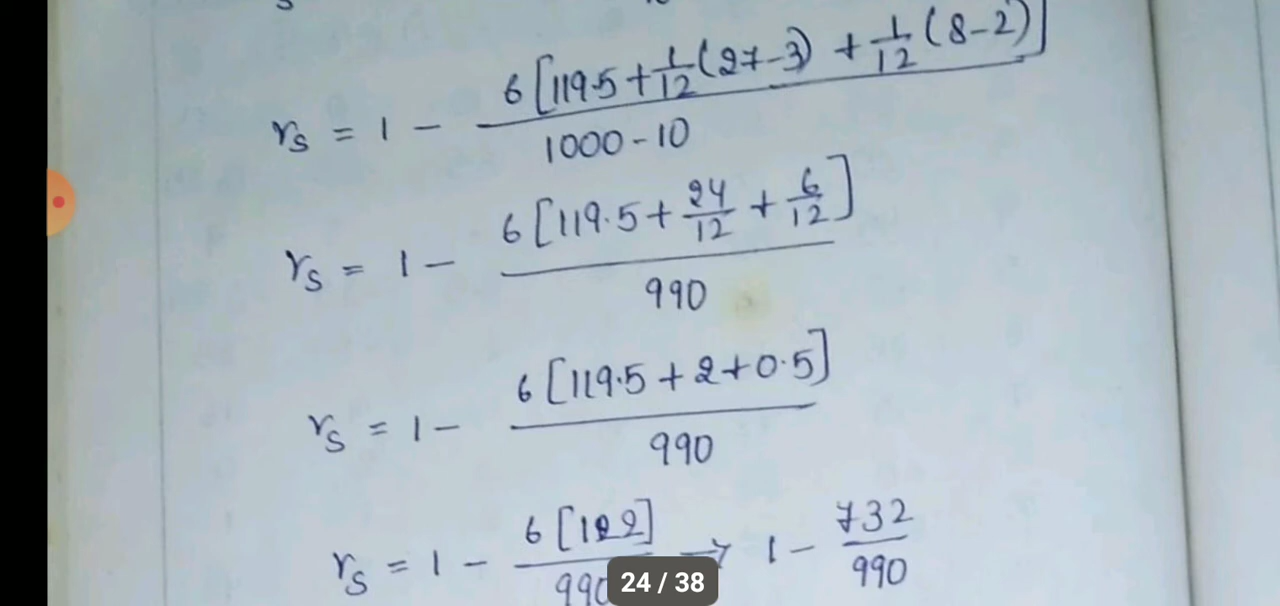 rs = 1 - 6[119.5 + 1/12 (27-3) + 1/12 (8-2)] / 1000-10
rs = 1 - 6[119.5 + 24/12 + 6/12] / 990
rs = 1 - 6[119.5 + 2 + 0.5] / 990
rs = 1 - 6[122] / 990 → 1 - 732/990
24 / 38